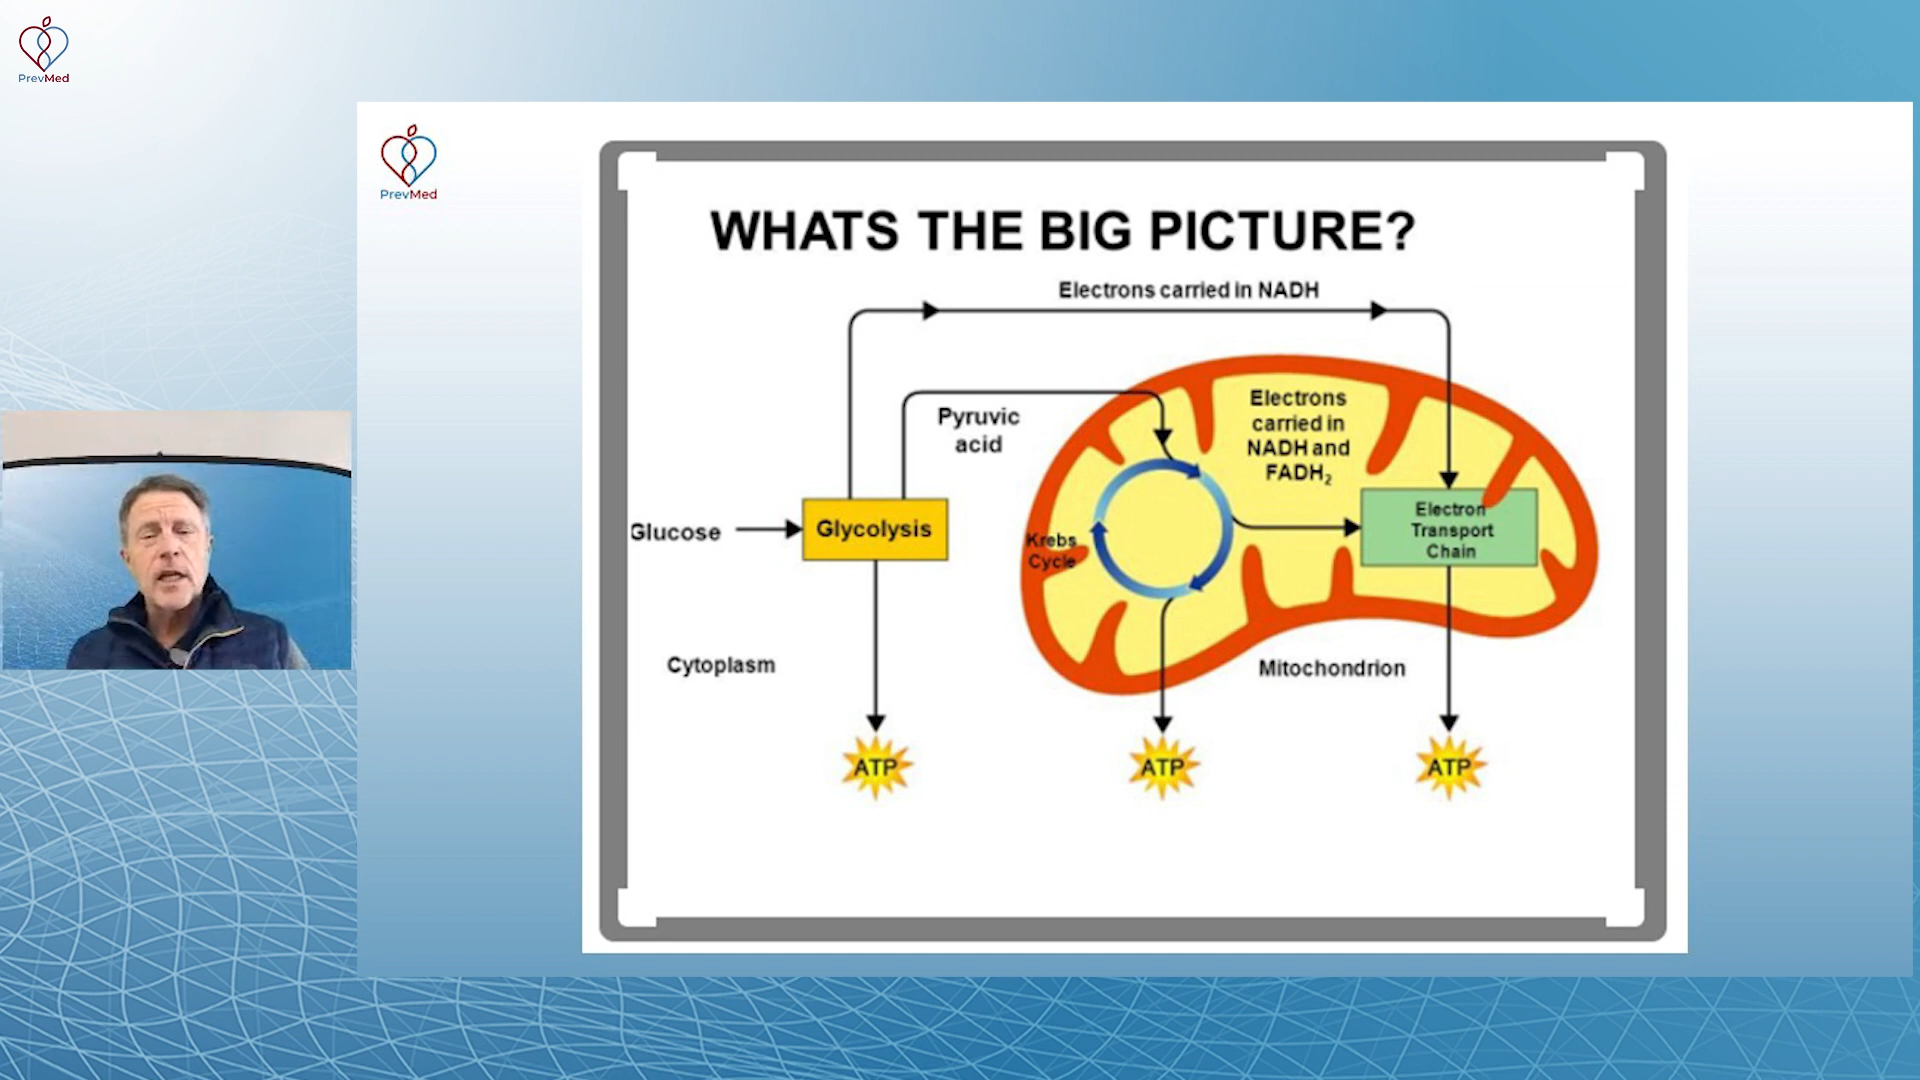 PrevMed
PrevMed
WHATS THE BIG PICTURE?
Electrons carried in NADH
Pyruvic
acid
Electrons
carried in
NADH and
FADH₂
Glucose
Glycolysis
Krebs
Cycle
Electron
Transport
Chain
Cytoplasm
Mitochondrion
ATP
ATP
ATP